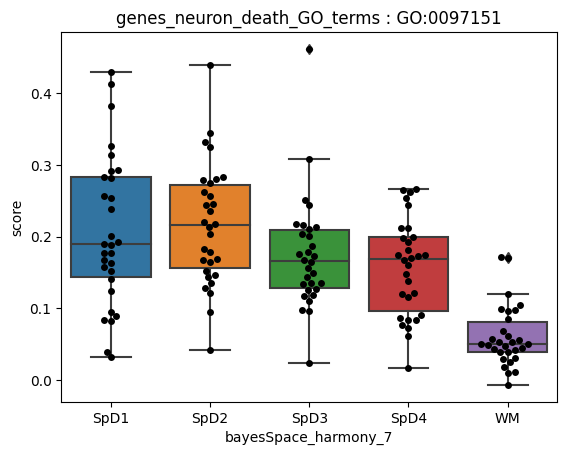 genes_neuron_death_GO_terms : GO:0097151
score
0.4
0.3
0.2
0.1
0.0
SpD1 SpD2 SpD3 SpD4 WM
bayesSpace_harmony_7